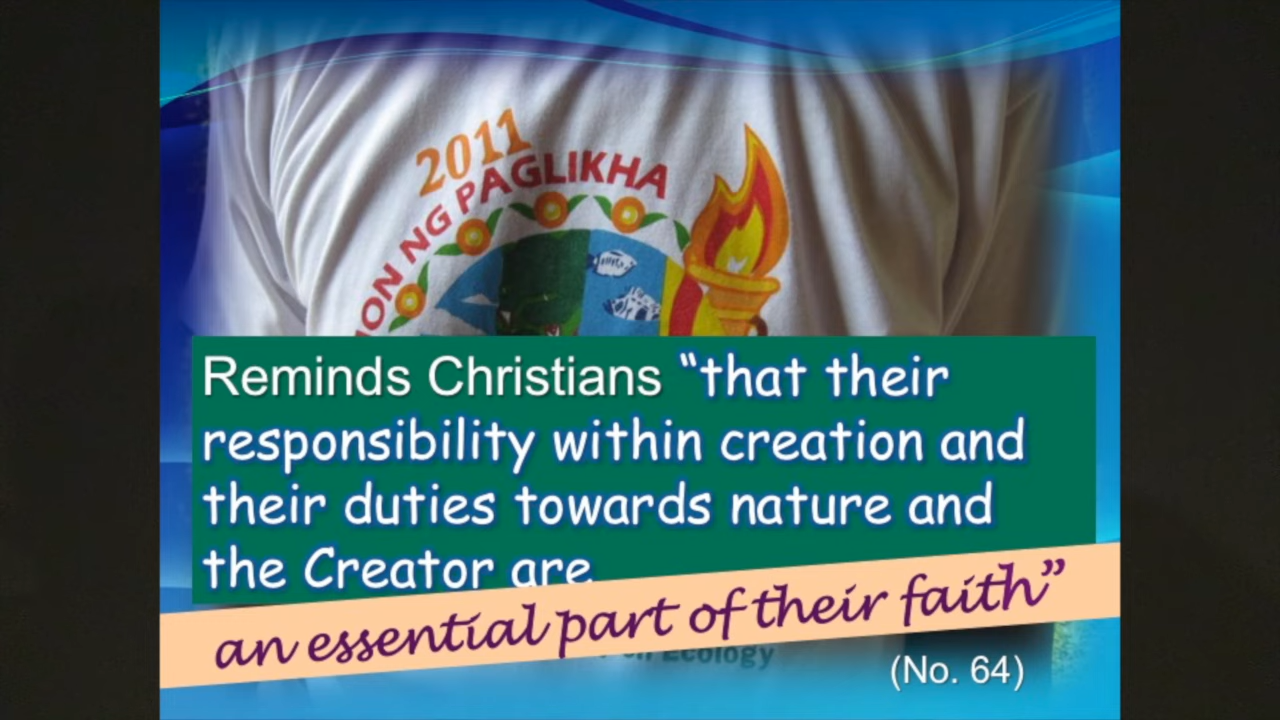 2011
ION NG PAGLIKHA
Reminds Christians “that their
responsibility within creation and
their duties towards nature and
the Creator are
an essential part of their faith”
on Ecology
(No. 64)